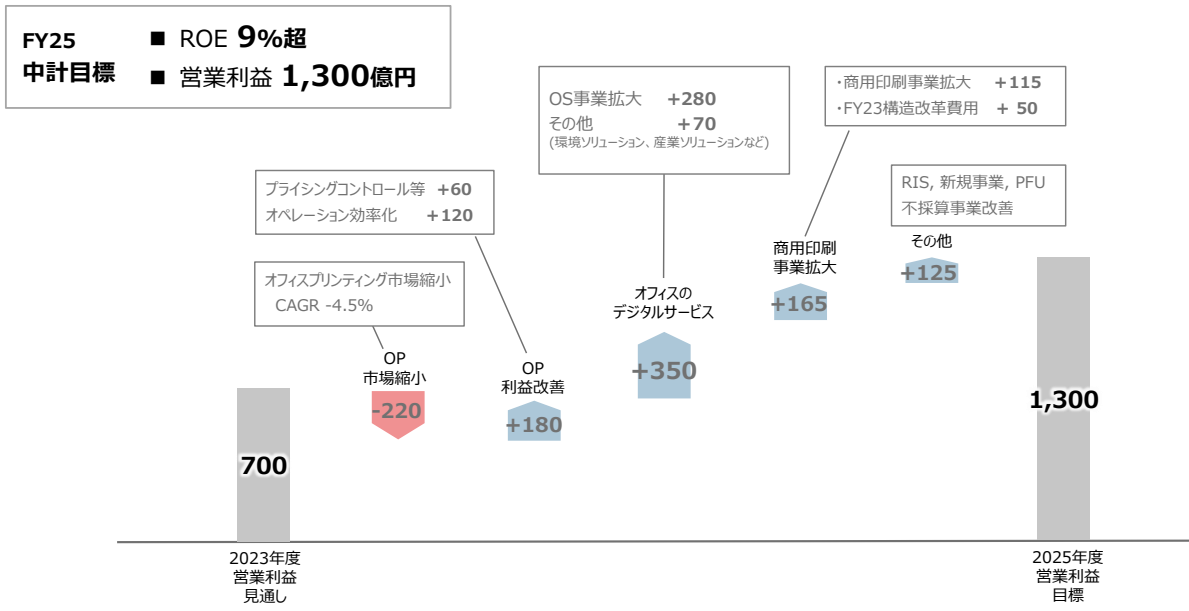 FY25
中計目標
■ ROE 9%超
■ 営業利益 1,300億円
OS事業拡大 +280
その他 +70
(環境ソリューション、産業ソリューションなど)
・商用印刷事業拡大 +115
・FY23構造改革費用 + 50
プライシングコントロール等 +60
オペレーション効率化 +120
RIS, 新規事業, PFU
不採算事業改善
オフィスプリンティング市場縮小
CAGR -4.5%
OP
市場縮小
-220
OP
利益改善
+180
オフィスの
デジタルサービス
+350
商用印刷
事業拡大
+165
その他
+125
700
1,300
2023年度
営業利益
見通し
2025年度
営業利益
目標